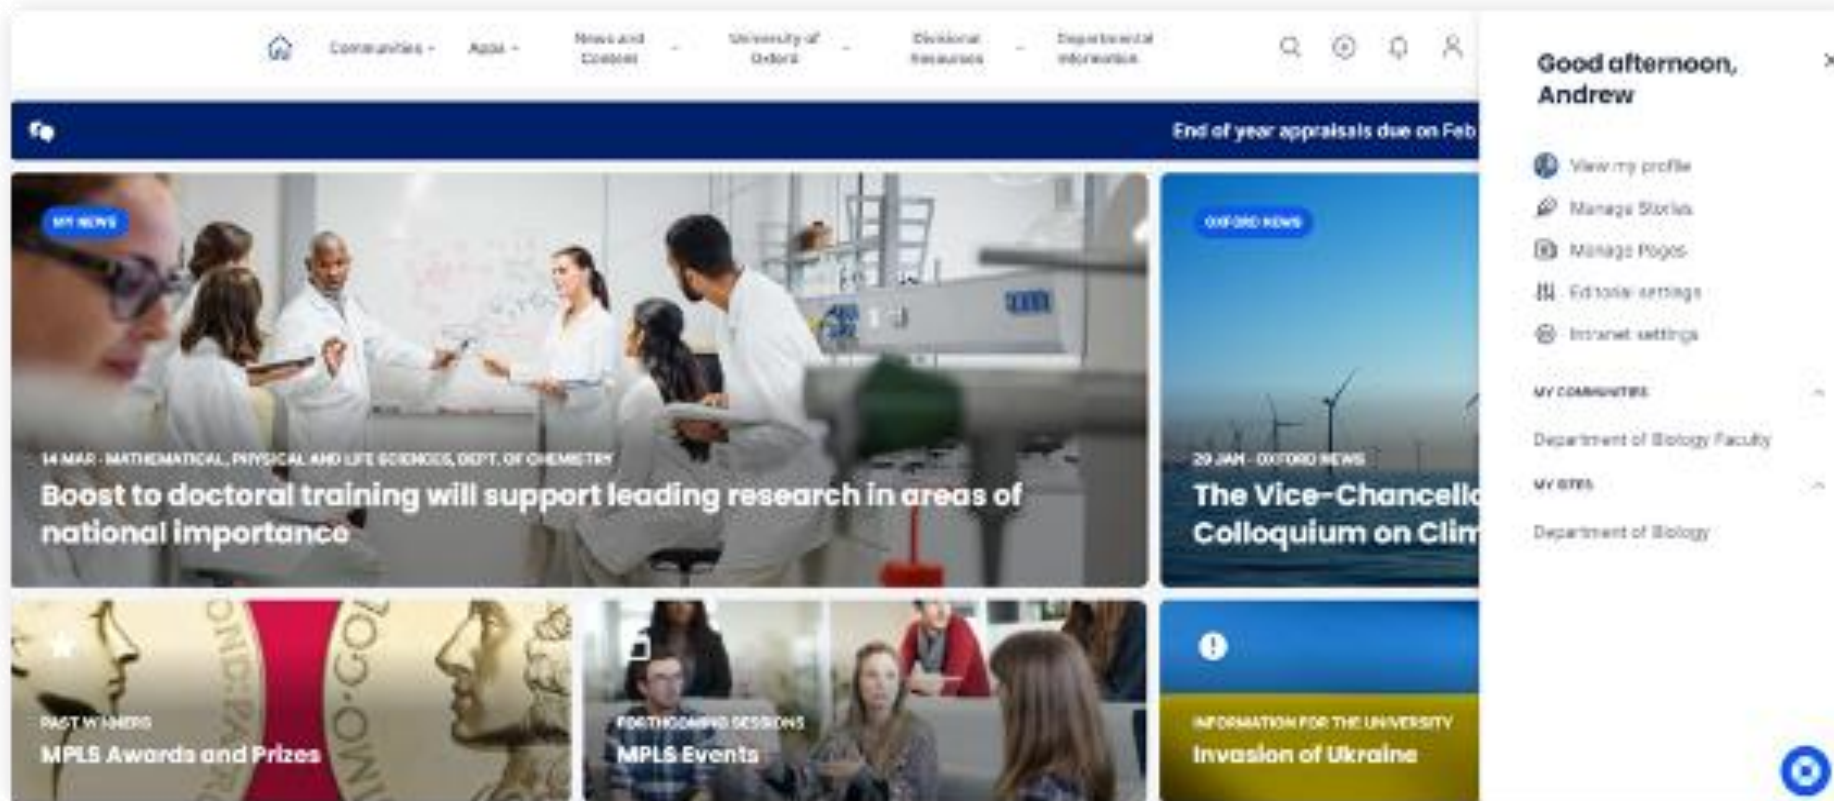 Communities
Apps
News and
Content
University of
Oxford
Divisional
Resources
Departmental
Information
Good afternoon,
Andrew
End of year appraisals due on Feb
View my profile
Manage Stories
Manage Pages
Editorial settings
Intranet settings
MY COMMUNITIES
Department of Biology Faculty
MY SITES
Department of Biology
MY NEWS
14 MAR - MATHEMATICAL, PHYSICAL AND LIFE SCIENCES, DEPT. OF CHEMISTRY
Boost to doctoral training will support leading research in areas of
national importance
OXFORD NEWS
29 JAN - OXFORD NEWS
The Vice-Chancello
Colloquium on Clim
PAST WINNERS
MPLS Awards and Prizes
FORTHCOMING SESSIONS
MPLS Events
INFORMATION FOR THE UNIVERSITY
Invasion of Ukraine